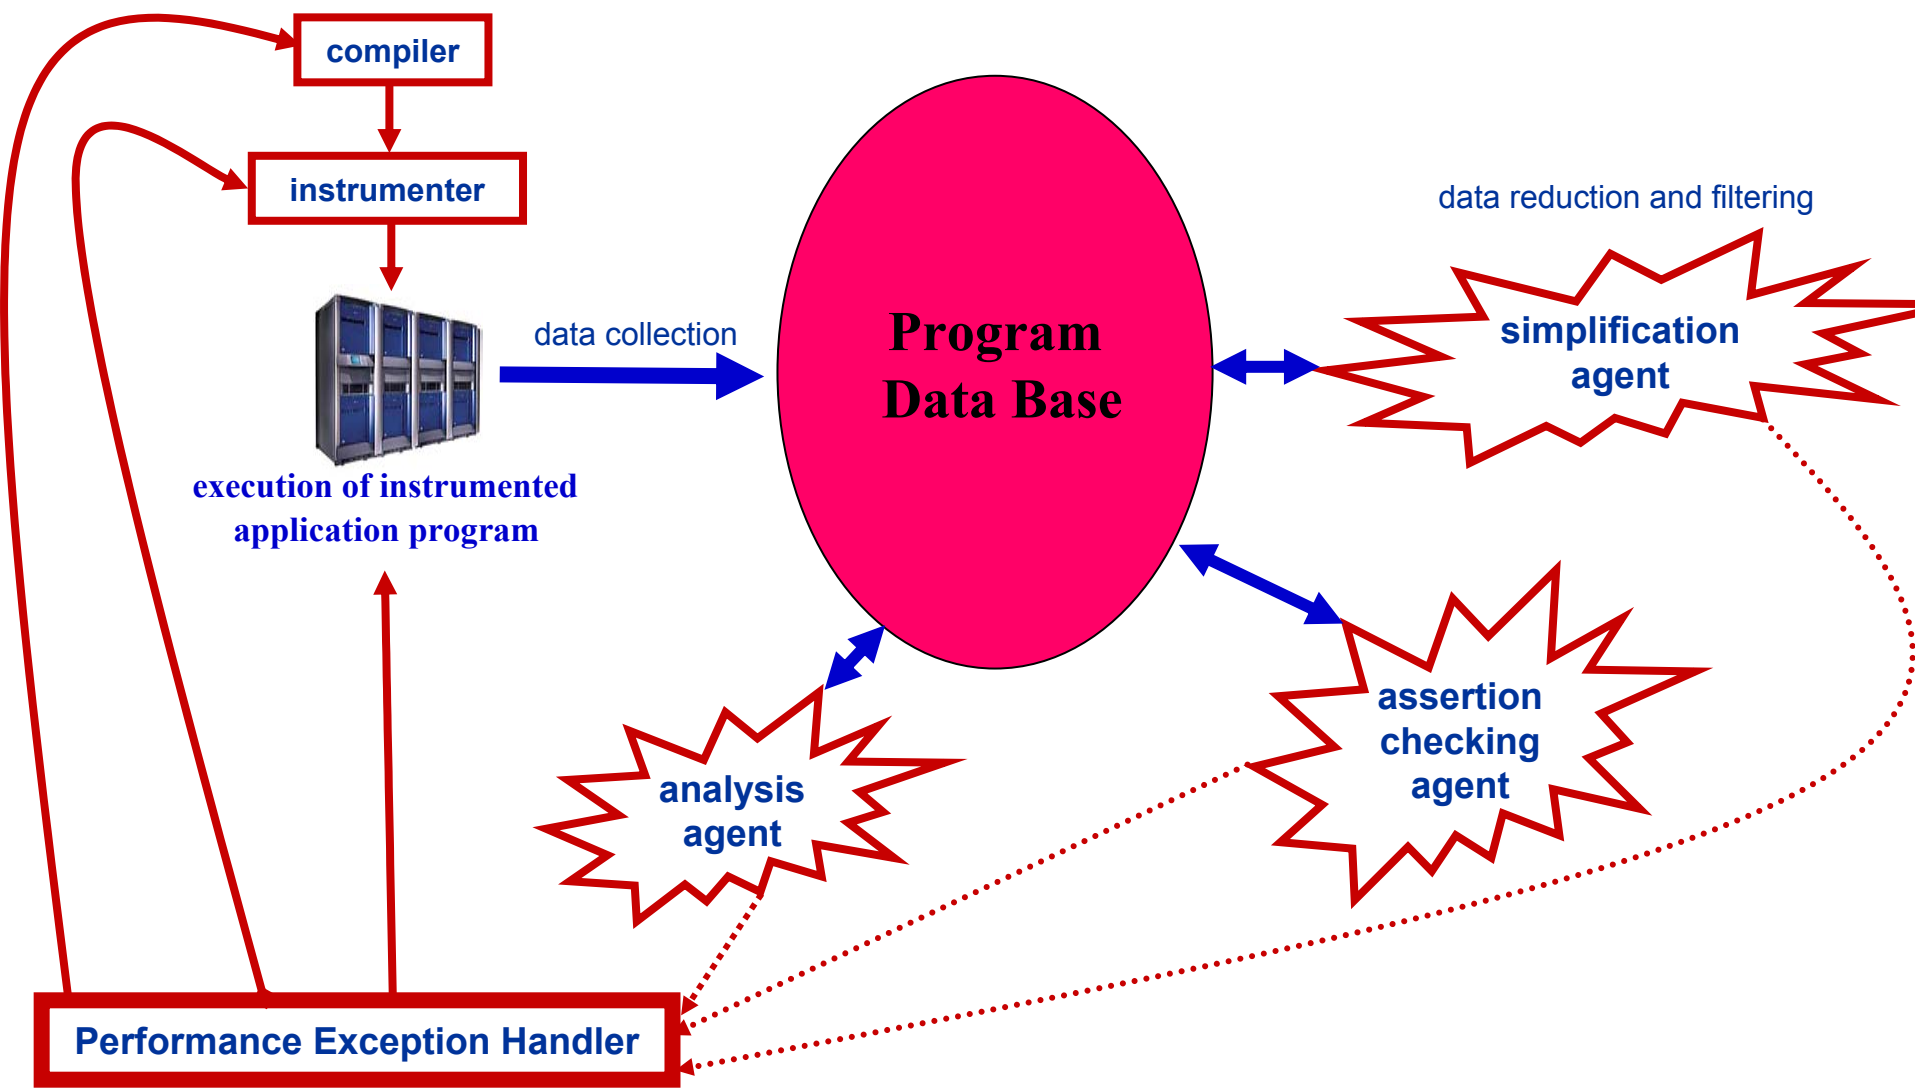 compiler
instrumenter
data collection
execution of instrumented
application program
Program
Data Base
data reduction and filtering
simplification
agent
assertion
checking
agent
analysis
agent
Performance Exception Handler